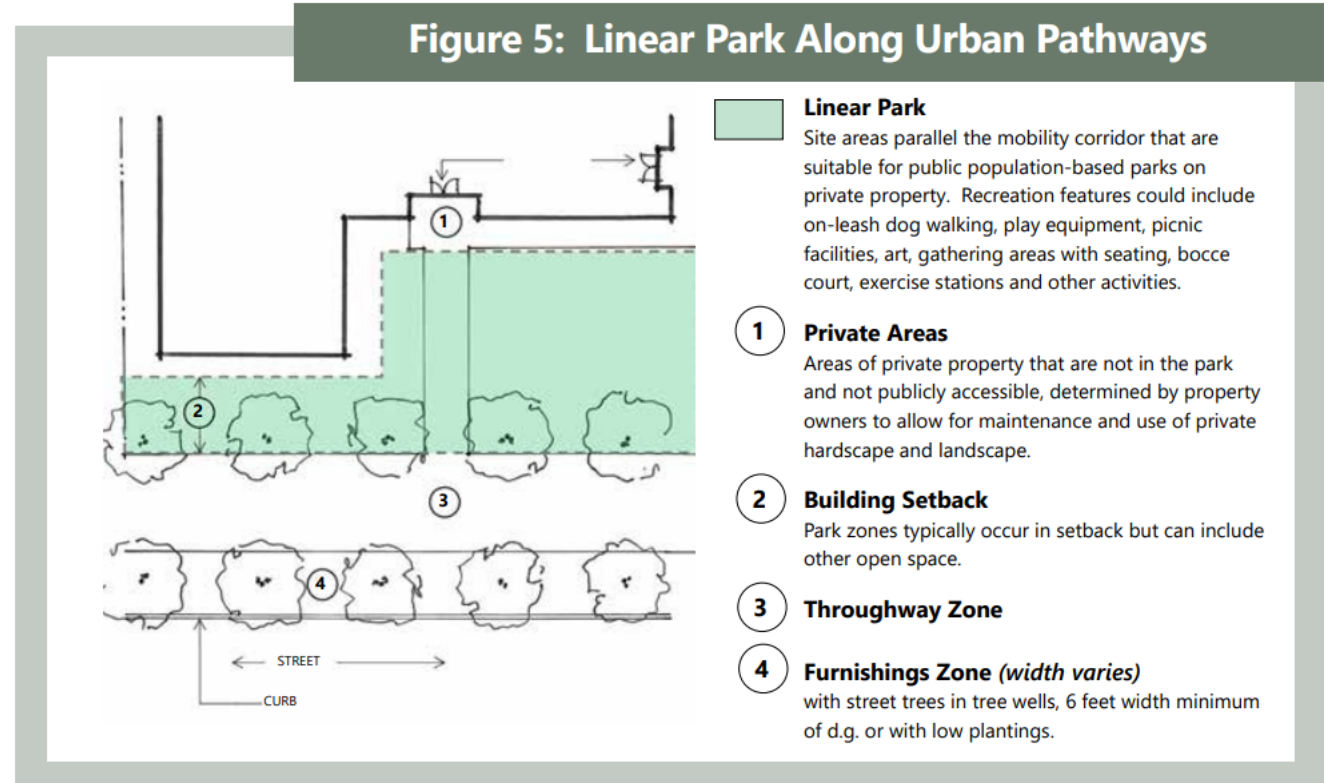 Figure 5: Linear Park Along Urban Pathways
1
2
3
4
STREET
CURB
Linear Park
Site areas parallel the mobility corridor that are
suitable for public population-based parks on
private property. Recreation features could include
on-leash dog walking, play equipment, picnic
facilities, art, gathering areas with seating, bocce
court, exercise stations and other activities.
1 Private Areas
Areas of private property that are not in the park
and not publicly accessible, determined by property
owners to allow for maintenance and use of private
hardscape and landscape.
2 Building Setback
Park zones typically occur in setback but can include
other open space.
3 Throughway Zone
4 Furnishings Zone (width varies)
with street trees in tree wells, 6 feet width minimum
of d.g. or with low plantings.